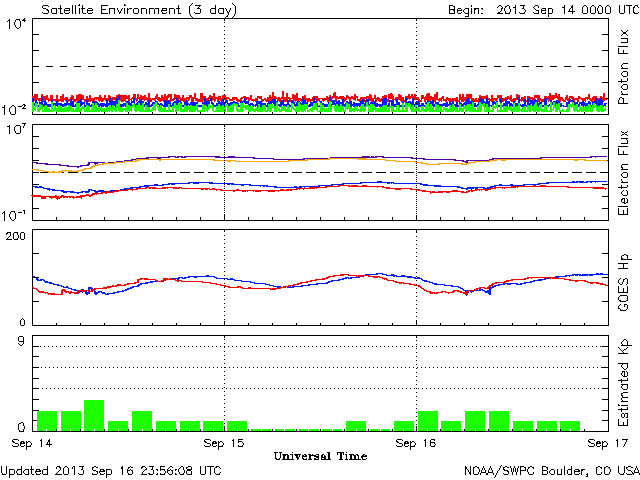 Satellite Environment (3 day) Begin: 2013 Sep 14 0000 UTC
10⁴
Proton Flux
10⁻²
10⁷
Electron Flux
10⁻¹
200
GOES Hp
0
9
Estimated Kp
0
Sep 14 Sep 15 Sep 16 Sep 17
Universal Time
Updated 2013 Sep 16 23:56:08 UTC NOAA/SWPC Boulder, CO USA